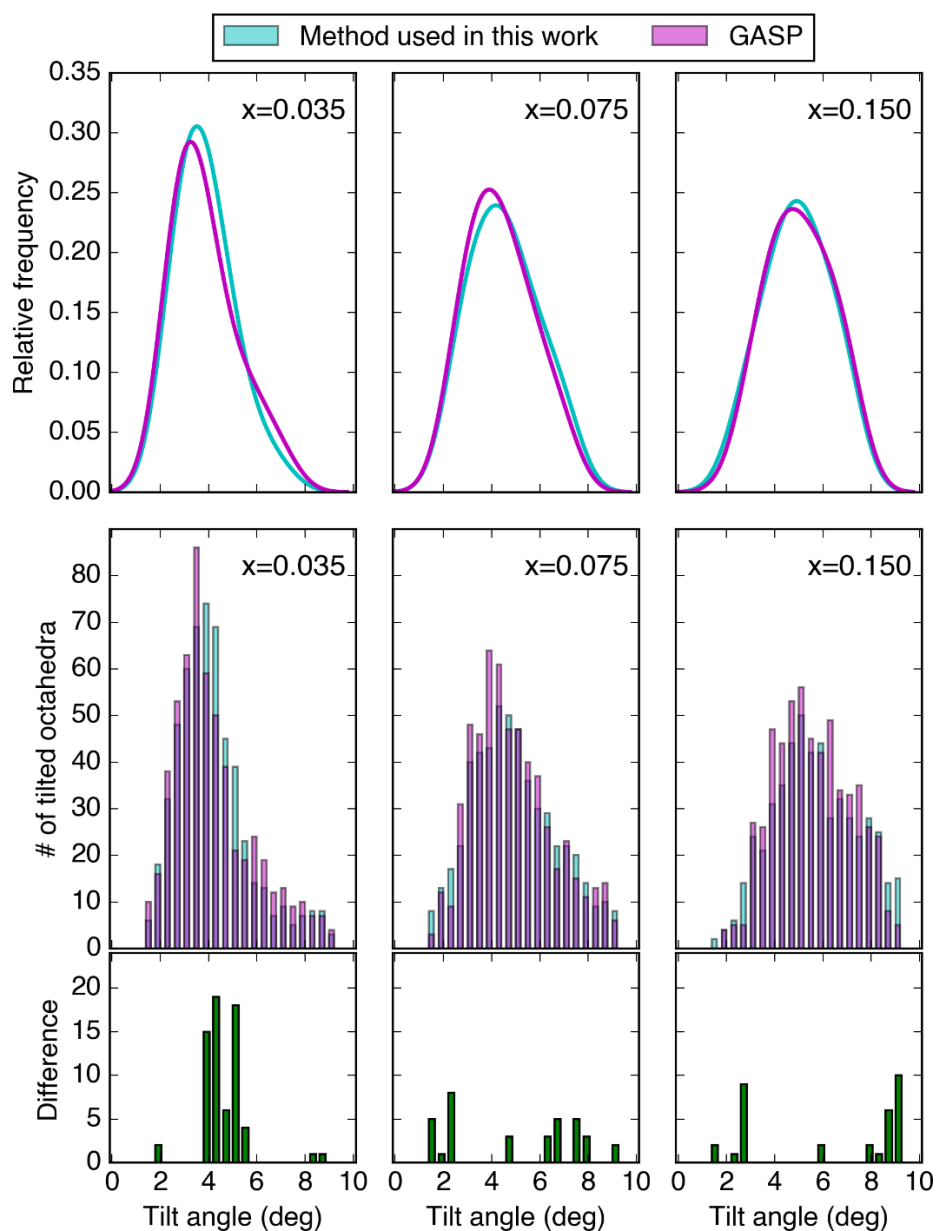 Method used in this work GASP
0.35
0.30
0.25
0.20
0.15
0.10
0.05
0.00
Relative frequency
x=0.035 x=0.075 x=0.150
80
70
60
50
40
30
20
10
0
# of tilted octahedra
x=0.035 x=0.075 x=0.150
20
15
10
5
0
Difference
0 2 4 6 8 10 0 2 4 6 8 10 0 2 4 6 8 10
Tilt angle (deg) Tilt angle (deg) Tilt angle (deg)